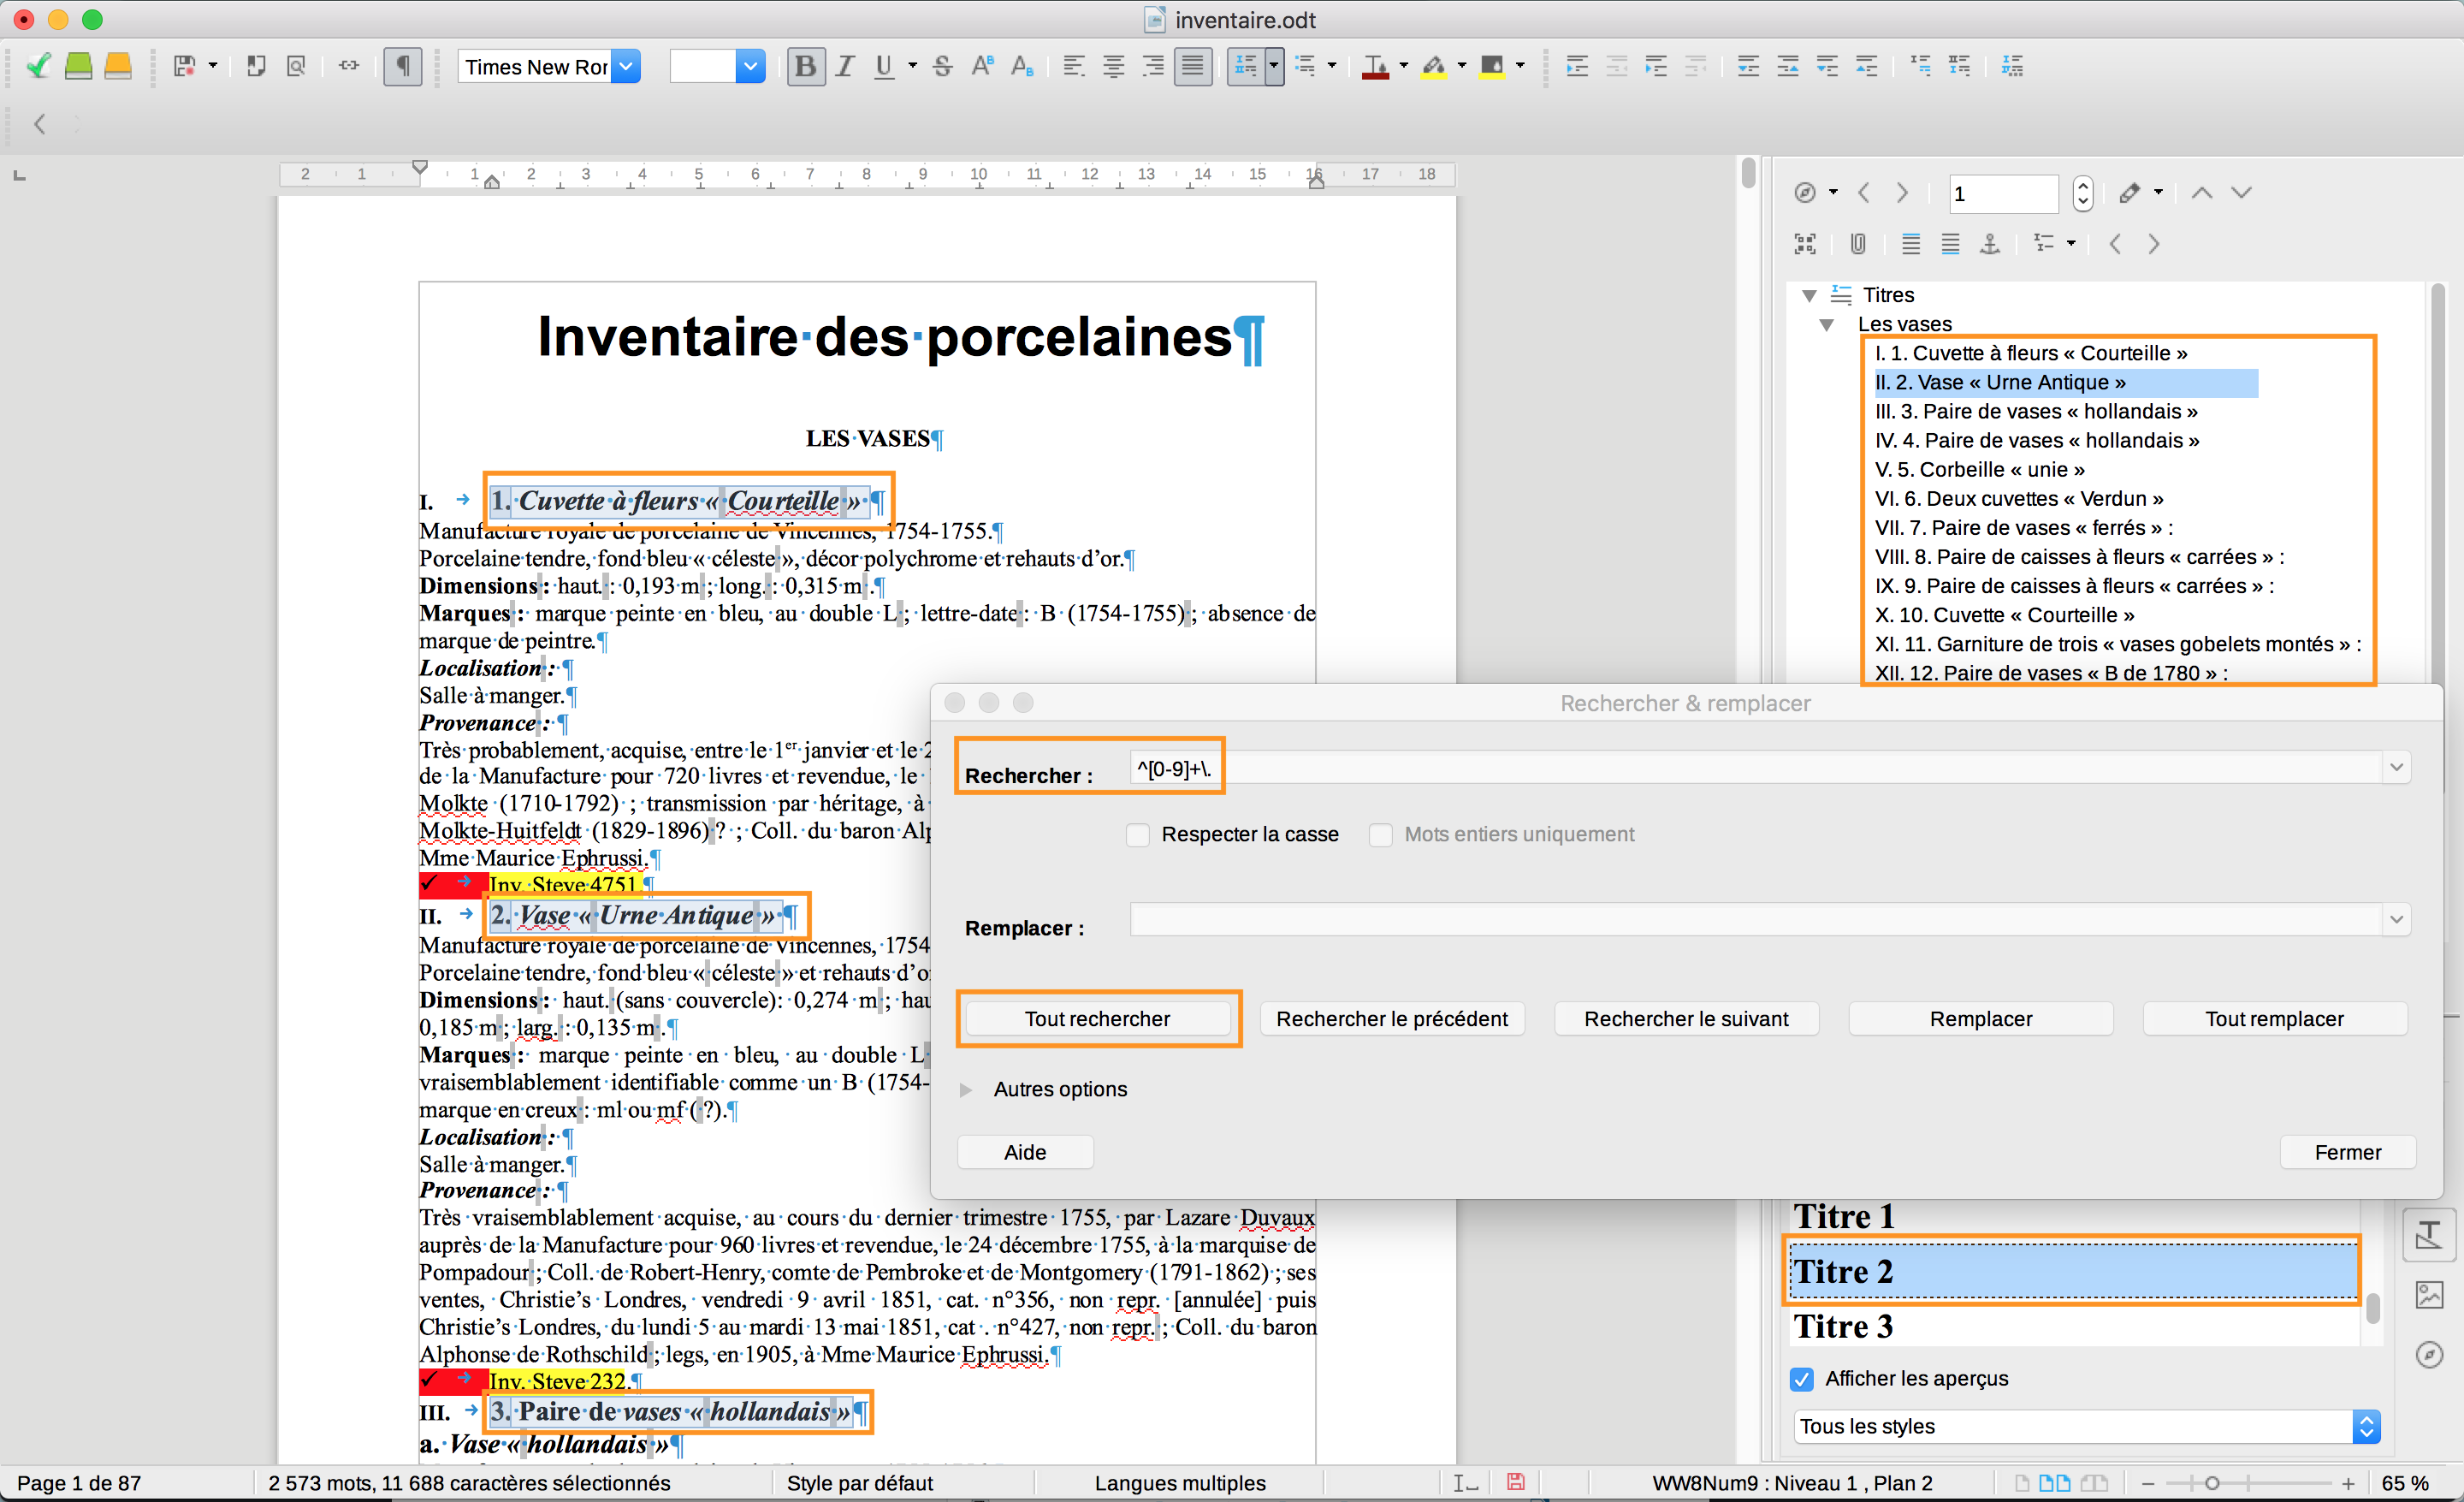 inventaire.odt
Times New Ror
2 1 1 2 3 4 5 6 7 8 9 10 11 12 13 14 15 16 17 18
Inventaire·des·porcelaines¶
LES·VASES¶
I. → 1.·Cuvette·à·fleurs·« Courteille »·¶
Manufacture·royale·de·porcelaine·de·Vincennes,·1754-1755.¶
Porcelaine·tendre,·fond·bleu·« céleste », décor·polychrome·et·rehauts·d’or.¶
Dimensions : haut. : 0,193·m ; long. : 0,315·m .¶
Marques : marque·peinte·en·bleu,·au·double·L ; lettre-date : B·(1754-1755) ; absence·de
marque·de·peintre.¶
Localisation : ¶
Salle·à·manger.¶
Provenance : ¶
Très·probablement,·acquise,·entre·le·1er·janvier·et·le·2
de·la·Manufacture·pour·720·livres·et·revendue,·le
Molkte·(1710-1792) ; transmission·par·héritage,·à
Molkte-Huitfeldt·(1829-1896) ? ; Coll.·du·baron·Alp
Mme·Maurice·Ephrussi.¶
✓ → Inv.·Steve·4751.¶
II. → 2.·Vase·« Urne·Antique »·¶
Manufacture·royale·de·porcelaine·de·Vincennes,·1754
Porcelaine·tendre,·fond·bleu·« céleste » et·rehauts·d’o
Dimensions : haut. (sans·couvercle): 0,274·m ; hau
0,185·m ; larg. : 0,135·m .¶
Marques : marque·peinte·en·bleu,·au·double·L
vraisemblablement·identifiable·comme·un·B·(1754-
marque·en·creux : ml·ou·mf·( ?).¶
Localisation : ¶
Salle·à·manger.¶
Provenance : ¶
Très·vraisemblablement·acquise,·au·cours·du·dernier·trimestre·1755,·par·Lazare·Duvaux
auprès·de·la·Manufacture·pour·960·livres·et·revendue,·le·24·décembre·1755,·à·la·marquise·de
Pompadour ; Coll.·de·Robert-Henry,·comte·de·Pembroke·et·de·Montgomery·(1791-1862) ; ses
ventes,·Christie’s·Londres,·vendredi·9·avril·1851,·cat.·n°356,·non·repr.·[annulée]·puis
Christie’s·Londres,·du·lundi·5·au·mardi·13·mai·1851,·cat·.·n°427,·non·repr. ; Coll.·du·baron
Alphonse·de·Rothschild ; legs,·en·1905,·à·Mme·Maurice·Ephrussi.¶
✓ → Inv.·Steve·232.¶
III. → 3.·Paire·de·vases·« hollandais »¶
a.·Vase·« hollandais »¶
1
Titres
Les vases
I. 1. Cuvette à fleurs « Courteille »
II. 2. Vase « Urne Antique »
III. 3. Paire de vases « hollandais »
IV. 4. Paire de vases « hollandais »
V. 5. Corbeille « unie »
VI. 6. Deux cuvettes « Verdun »
VII. 7. Paire de vases « ferrés » :
VIII. 8. Paire de caisses à fleurs « carrées » :
IX. 9. Paire de caisses à fleurs « carrées » :
X. 10. Cuvette « Courteille »
XI. 11. Garniture de trois « vases gobelets montés » :
XII. 12. Paire de vases « B de 1780 » :
Rechercher & remplacer
Rechercher : ^[0-9]+\.
Respecter la casse Mots entiers uniquement
Remplacer :
Tout rechercher Rechercher le précédent Rechercher le suivant Remplacer Tout remplacer
Autres options
Aide Fermer
Titre 1
Titre 2
Titre 3
Afficher les aperçus
Tous les styles
Page 1 de 87 2 573 mots, 11 688 caractères sélectionnés Style par défaut Langues multiples WW8Num9 : Niveau 1 , Plan 2 65 %